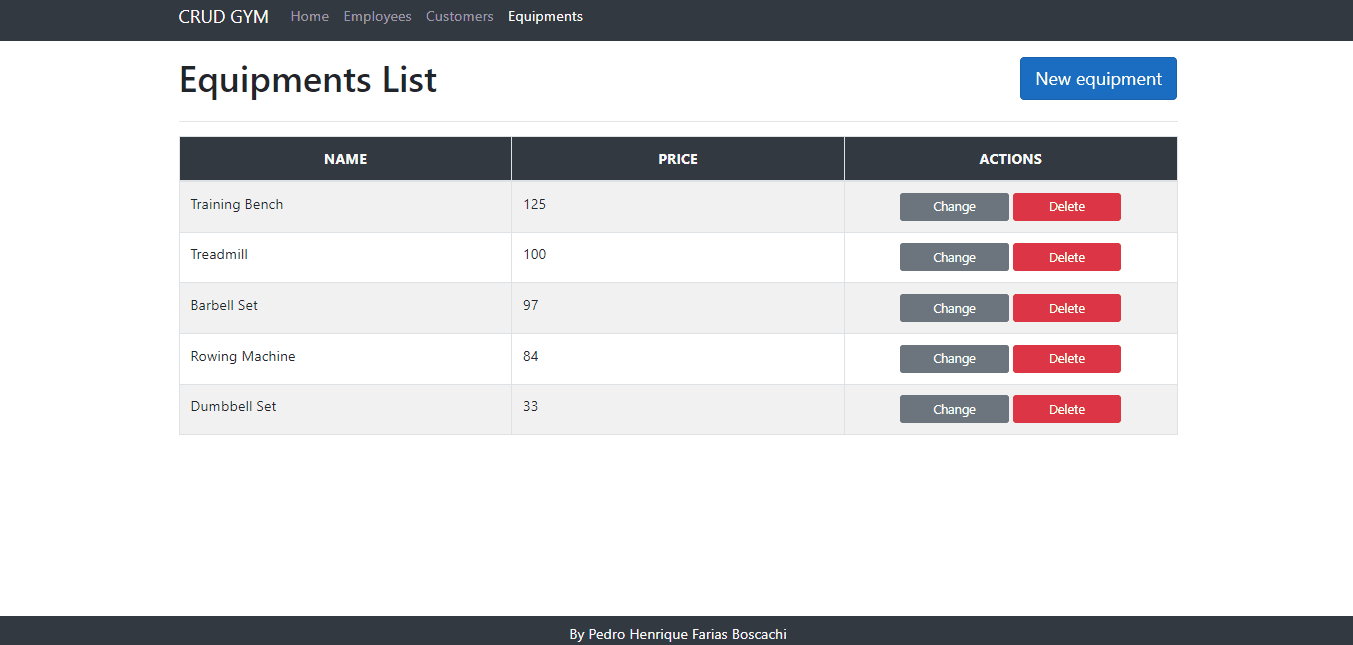 CRUD GYM Home Employees Customers Equipments
Equipments List New equipment
NAME PRICE ACTIONS
Training Bench 125 Change Delete
Treadmill 100 Change Delete
Barbell Set 97 Change Delete
Rowing Machine 84 Change Delete
Dumbbell Set 33 Change Delete
By Pedro Henrique Farias Boscachi